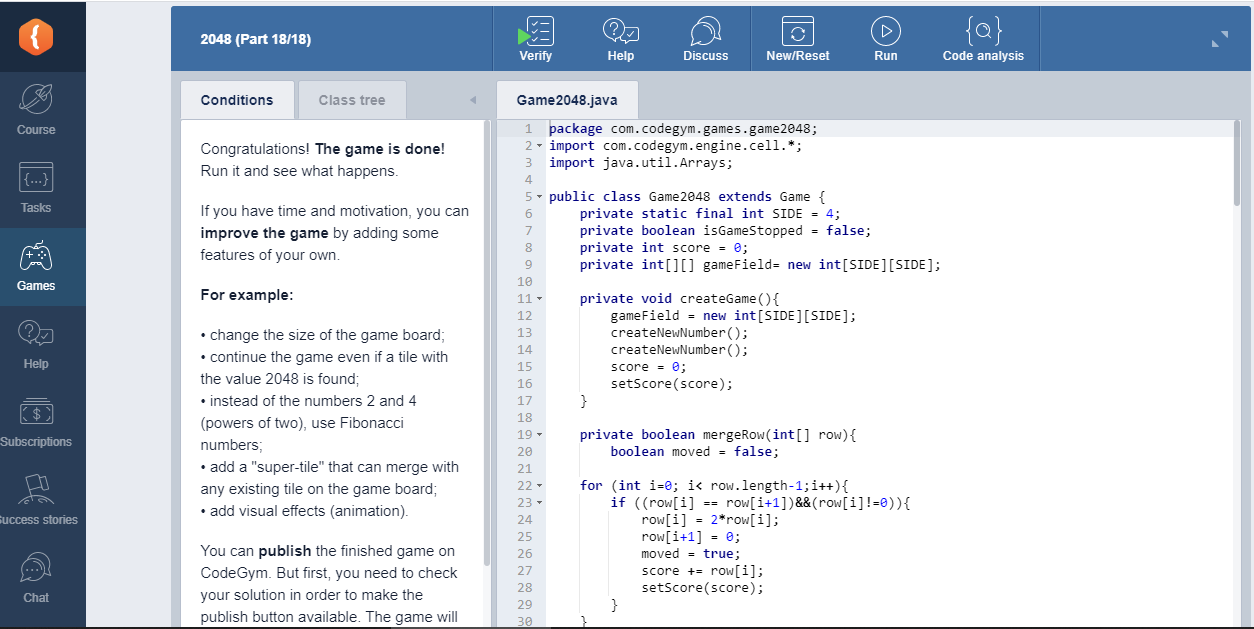 2048 (Part 18/18)
Verify
Help
Discuss
New/Reset
Run
Code analysis
Course
Tasks
Games
Help
Subscriptions
uccess stories
Chat
Conditions
Class tree
Congratulations! The game is done!
Run it and see what happens.
If you have time and motivation, you can
improve the game by adding some
features of your own.
For example:
• change the size of the game board;
• continue the game even if a tile with
the value 2048 is found;
• instead of the numbers 2 and 4
(powers of two), use Fibonacci
numbers;
• add a "super-tile" that can merge with
any existing tile on the game board;
• add visual effects (animation).
You can publish the finished game on
CodeGym. But first, you need to check
your solution in order to make the
publish button available. The game will
Game2048.java
1 package com.codegym.games.game2048;
2 import com.codegym.engine.cell.*;
3 import java.util.Arrays;
4
5 public class Game2048 extends Game {
6 private static final int SIDE = 4;
7 private boolean isGameStopped = false;
8 private int score = 0;
9 private int[][] gameField= new int[SIDE][SIDE];
10
11 private void createGame(){
12 gameField = new int[SIDE][SIDE];
13 createNewNumber();
14 createNewNumber();
15 score = 0;
16 setScore(score);
17 }
18
19 private boolean mergeRow(int[] row){
20 boolean moved = false;
21
22 for (int i=0; i< row.length-1;i++){
23 if ((row[i] == row[i+1])&&(row[i]!=0)){
24 row[i] = 2*row[i];
25 row[i+1] = 0;
26 moved = true;
27 score += row[i];
28 setScore(score);
29 }
30 }